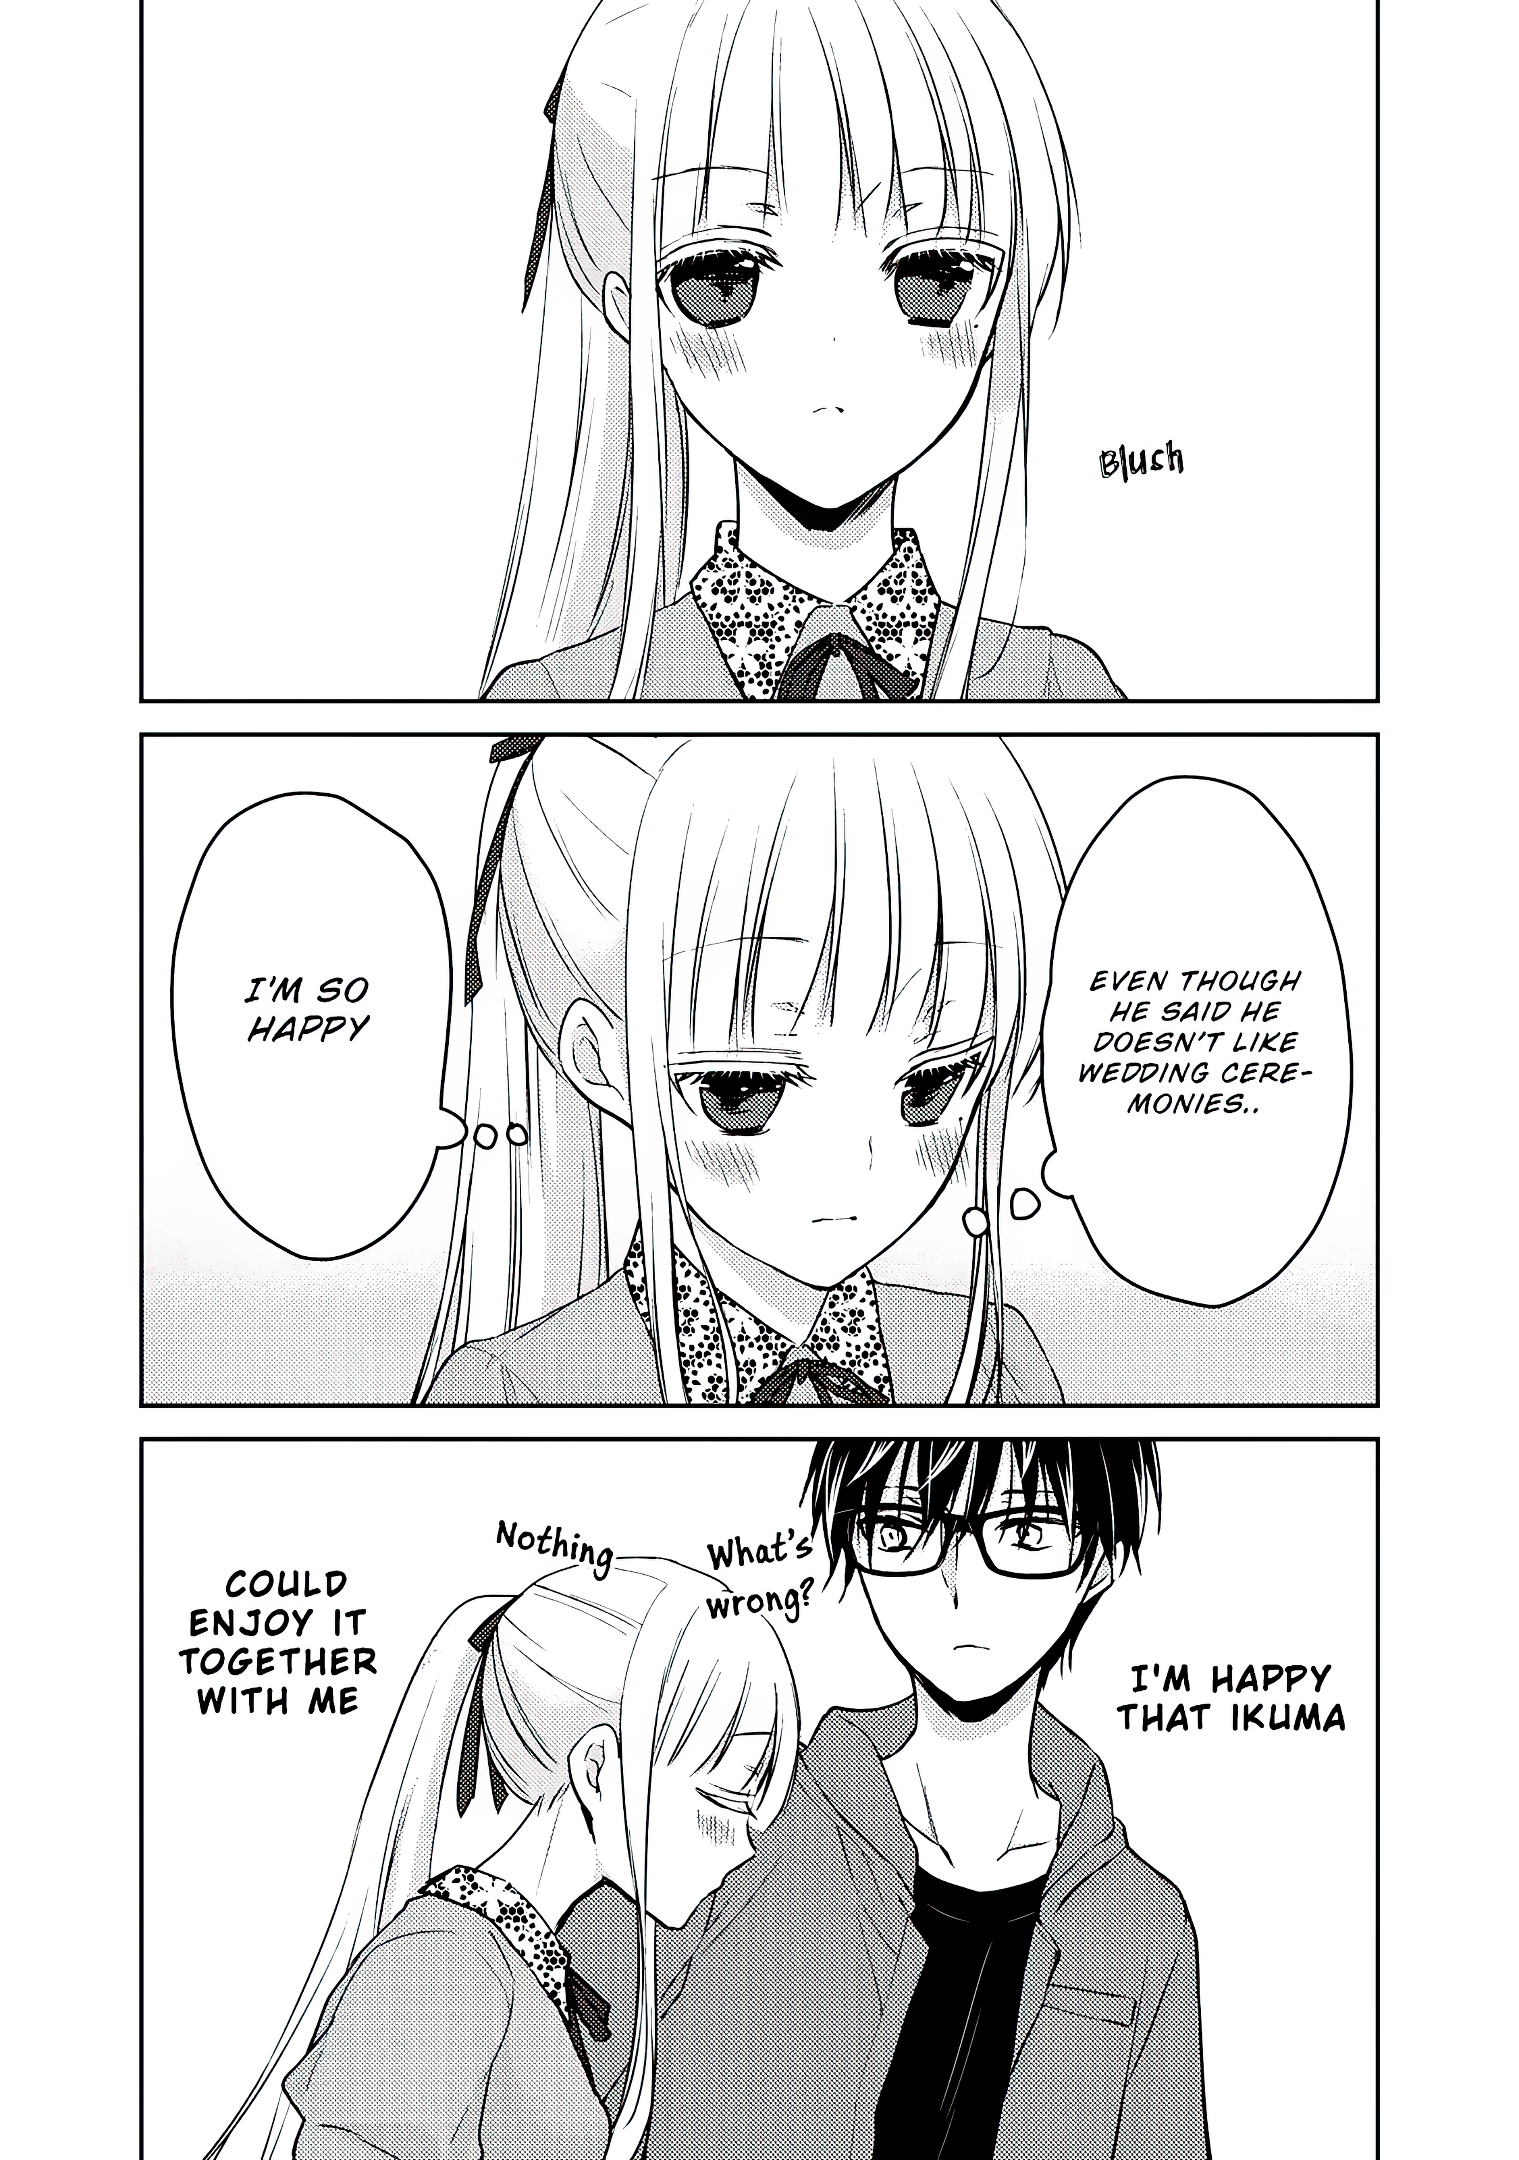 Blush
EVEN THOUGH
HE SAID HE
DOESN'T LIKE
WEDDING CERE-
MONIES..
I'M SO
HAPPY
I'M HAPPY
THAT IKUMA
What's
wrong?
Nothing
COULD
ENJOY IT
TOGETHER
WITH ME